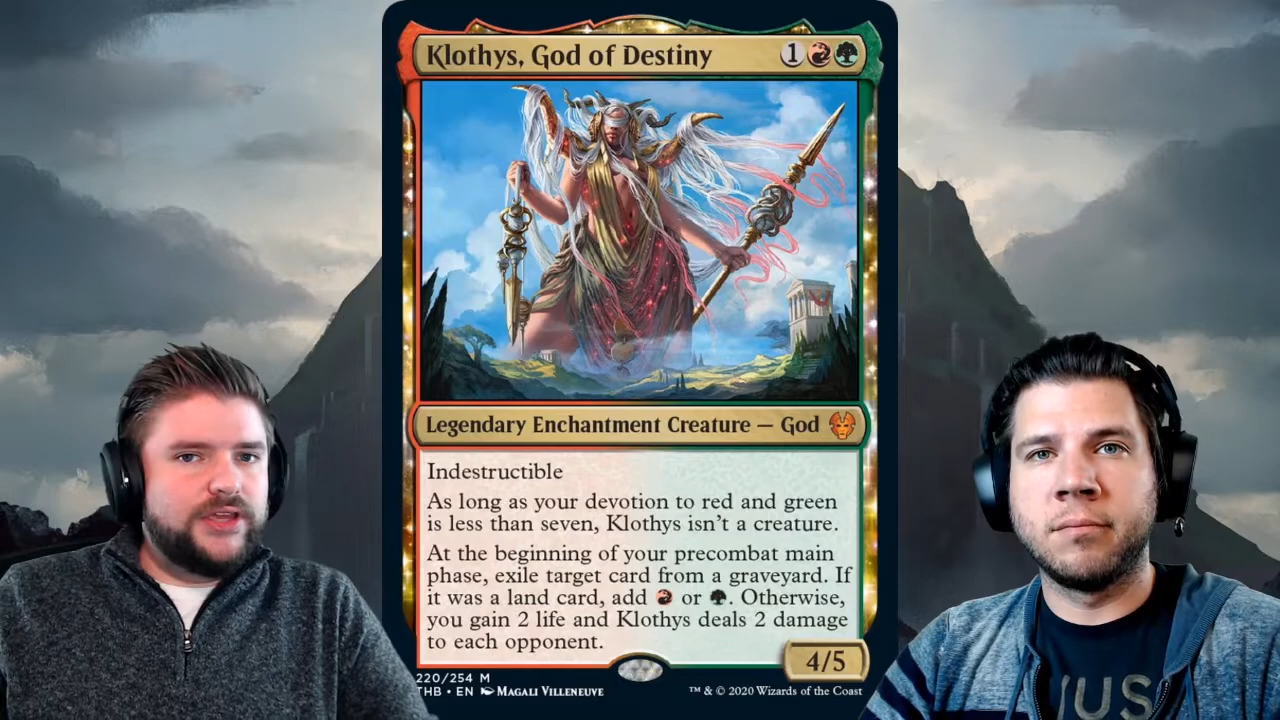 Klothys, God of Destiny 1
Legendary Enchantment Creature — God
Indestructible
As long as your devotion to red and green
is less than seven, Klothys isn't a creature.
At the beginning of your precombat main
phase, exile target card from a graveyard. If
it was a land card, add or . Otherwise,
you gain 2 life and Klothys deals 2 damage
to each opponent.
4/5
220/254 M
THB • EN MAGALI VILLENEUVE
™ & © 2020 Wizards of the Coast